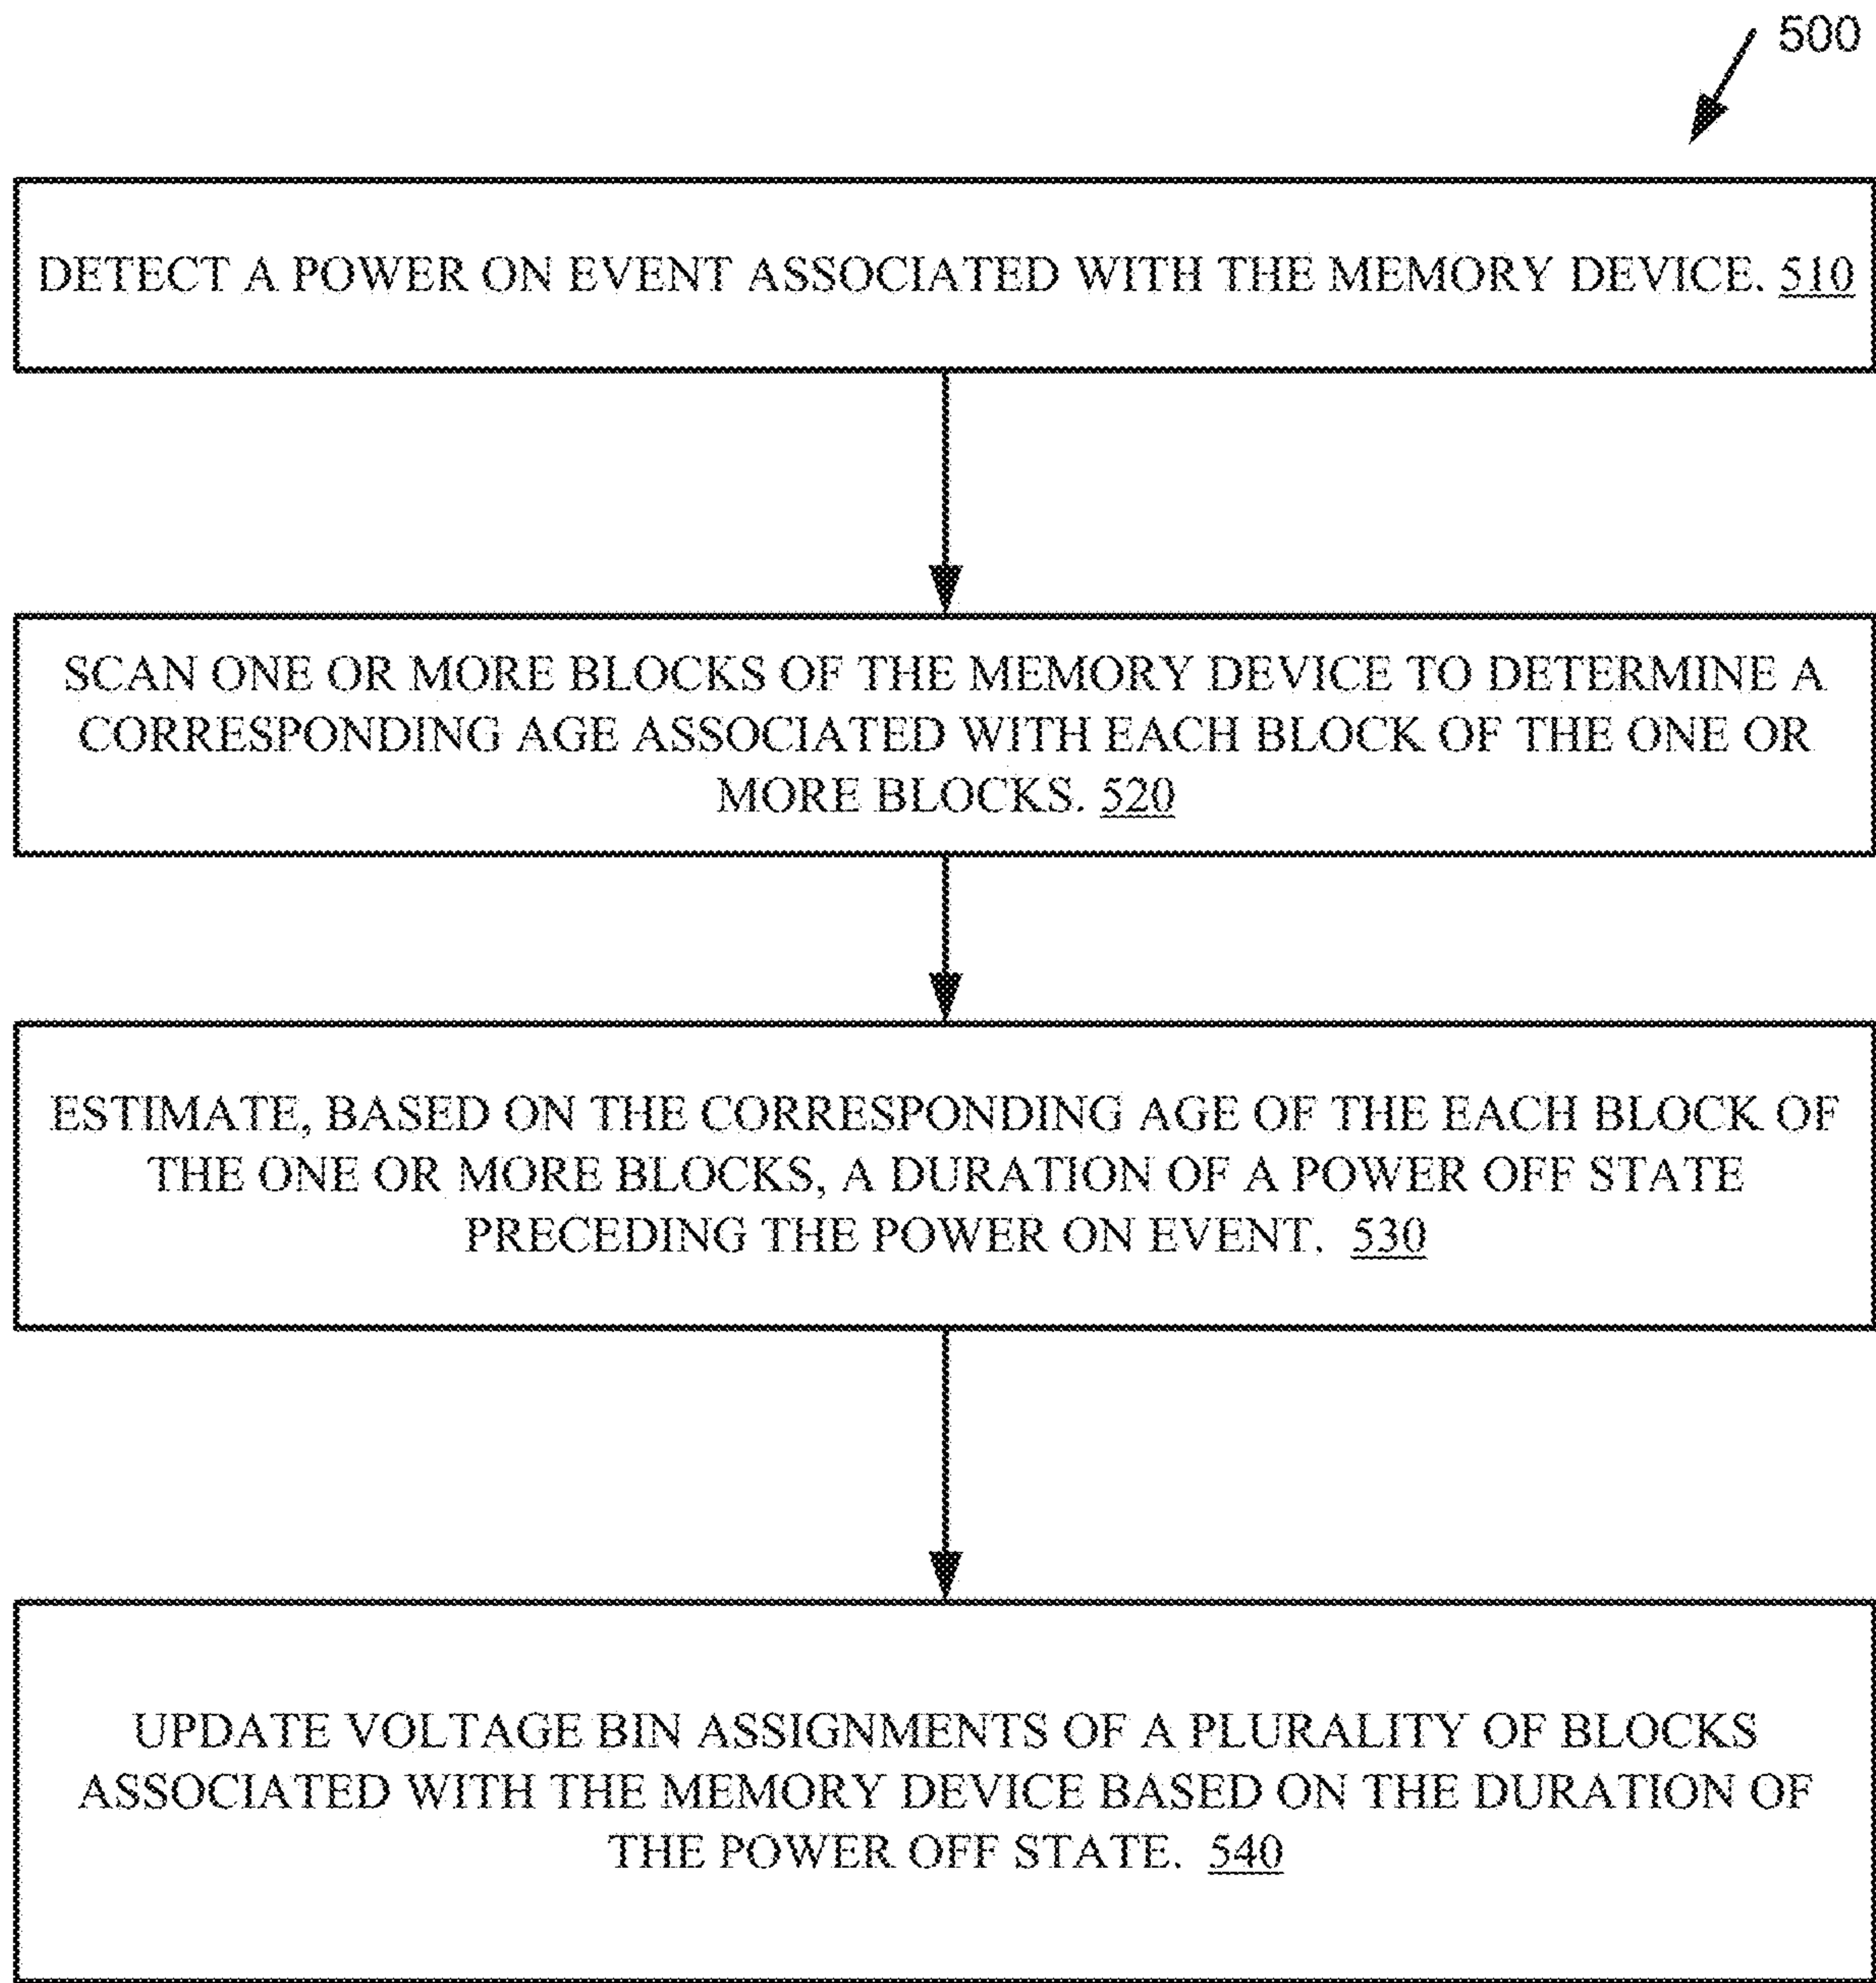 500
DETECT A POWER ON EVENT ASSOCIATED WITH THE MEMORY DEVICE. 510
SCAN ONE OR MORE BLOCKS OF THE MEMORY DEVICE TO DETERMINE A
CORRESPONDING AGE ASSOCIATED WITH EACH BLOCK OF THE ONE OR
MORE BLOCKS. 520
ESTIMATE, BASED ON THE CORRESPONDING AGE OF THE EACH BLOCK OF
THE ONE OR MORE BLOCKS, A DURATION OF A POWER OFF STATE
PRECEDING THE POWER ON EVENT. 530
UPDATE VOLTAGE BIN ASSIGNMENTS OF A PLURALITY OF BLOCKS
ASSOCIATED WITH THE MEMORY DEVICE BASED ON THE DURATION OF
THE POWER OFF STATE. 540